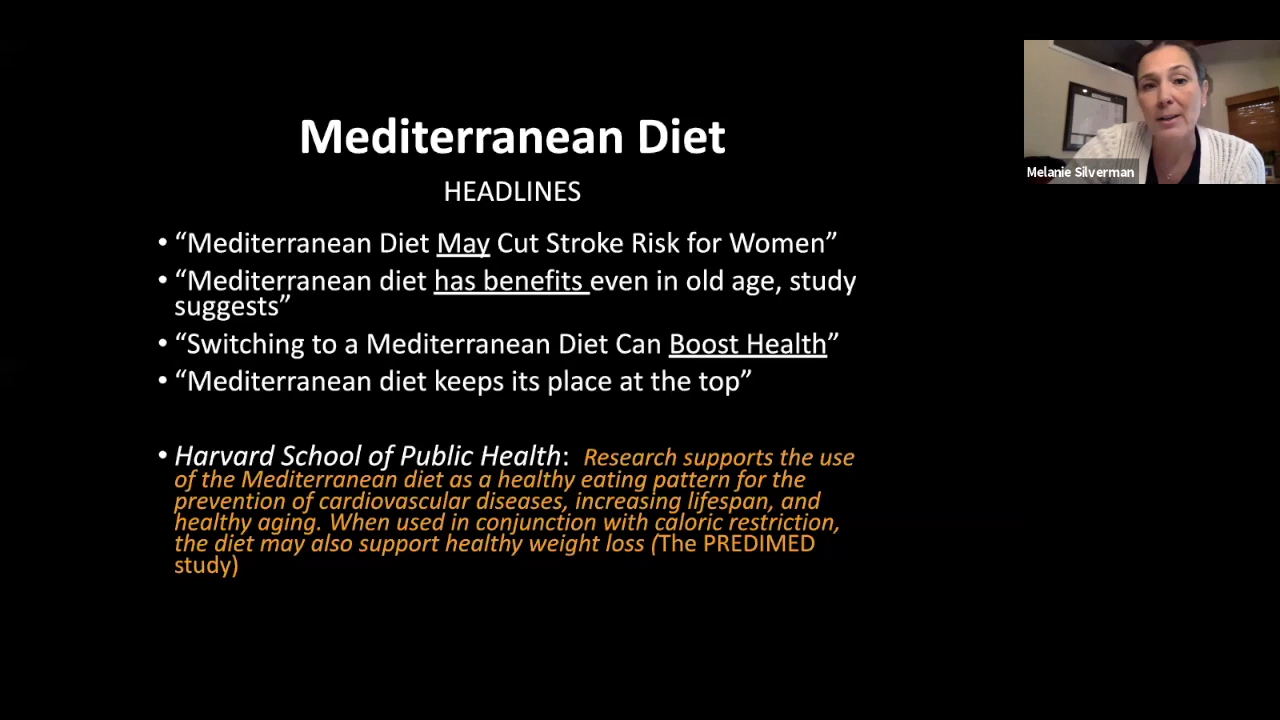 Mediterranean Diet
HEADLINES
• “Mediterranean Diet May Cut Stroke Risk for Women”
• “Mediterranean diet has benefits even in old age, study
suggests”
• “Switching to a Mediterranean Diet Can Boost Health”
• “Mediterranean diet keeps its place at the top”
• Harvard School of Public Health: Research supports the use
of the Mediterranean diet as a healthy eating pattern for the
prevention of cardiovascular diseases, increasing lifespan, and
healthy aging. When used in conjunction with caloric restriction,
the diet may also support healthy weight loss (The PREDIMED
study)
Melanie Silverman